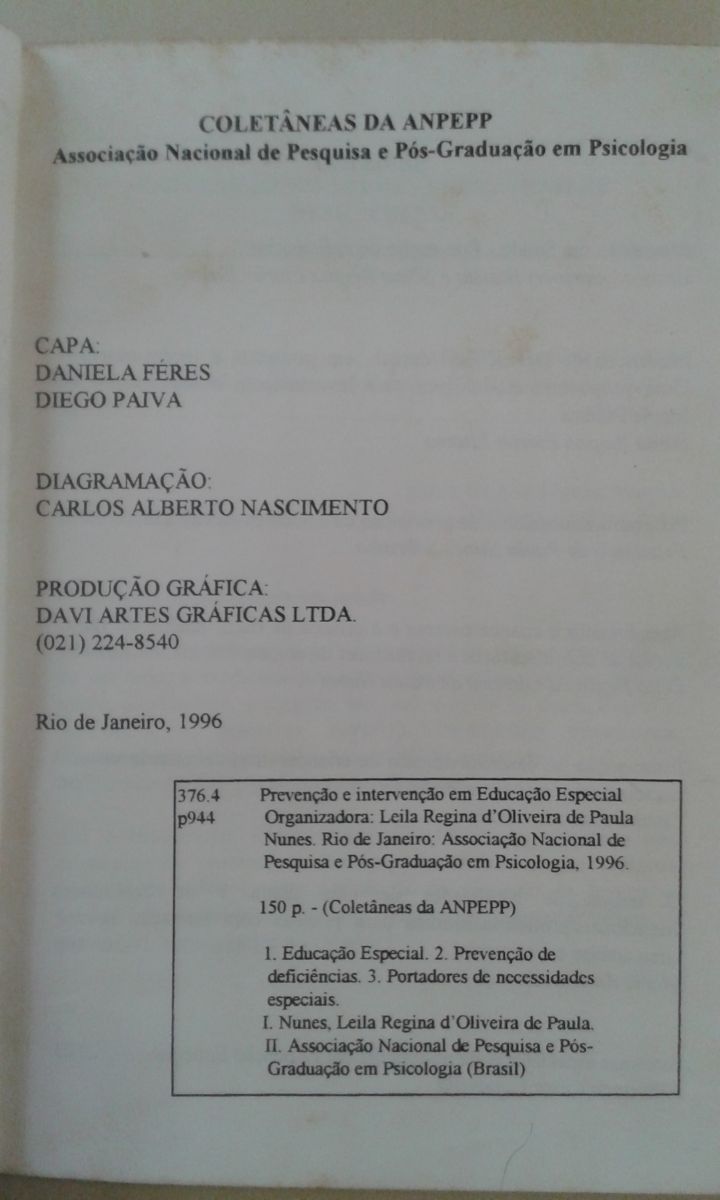 COLETÂNEAS DA ANPEPP
Associação Nacional de Pesquisa e Pós-Graduação em Psicologia
CAPA:
DANIELA FÉRES
DIEGO PAIVA
DIAGRAMAÇÃO:
CARLOS ALBERTO NASCIMENTO
PRODUÇÃO GRÁFICA:
DAVI ARTES GRÁFICAS LTDA.
(021) 224-8540
Rio de Janeiro, 1996
376.4 Prevenção e intervenção em Educação Especial
p944 Organizadora: Leila Regina d'Oliveira de Paula
Nunes. Rio de Janeiro: Associação Nacional de
Pesquisa e Pós-Graduação em Psicologia, 1996.
150 p. - (Coletâneas da ANPEPP)
1. Educação Especial. 2. Prevenção de
deficiências. 3. Portadores de necessidades
especiais.
I. Nunes, Leila Regina d'Oliveira de Paula.
II. Associação Nacional de Pesquisa e Pós-
Graduação em Psicologia (Brasil)